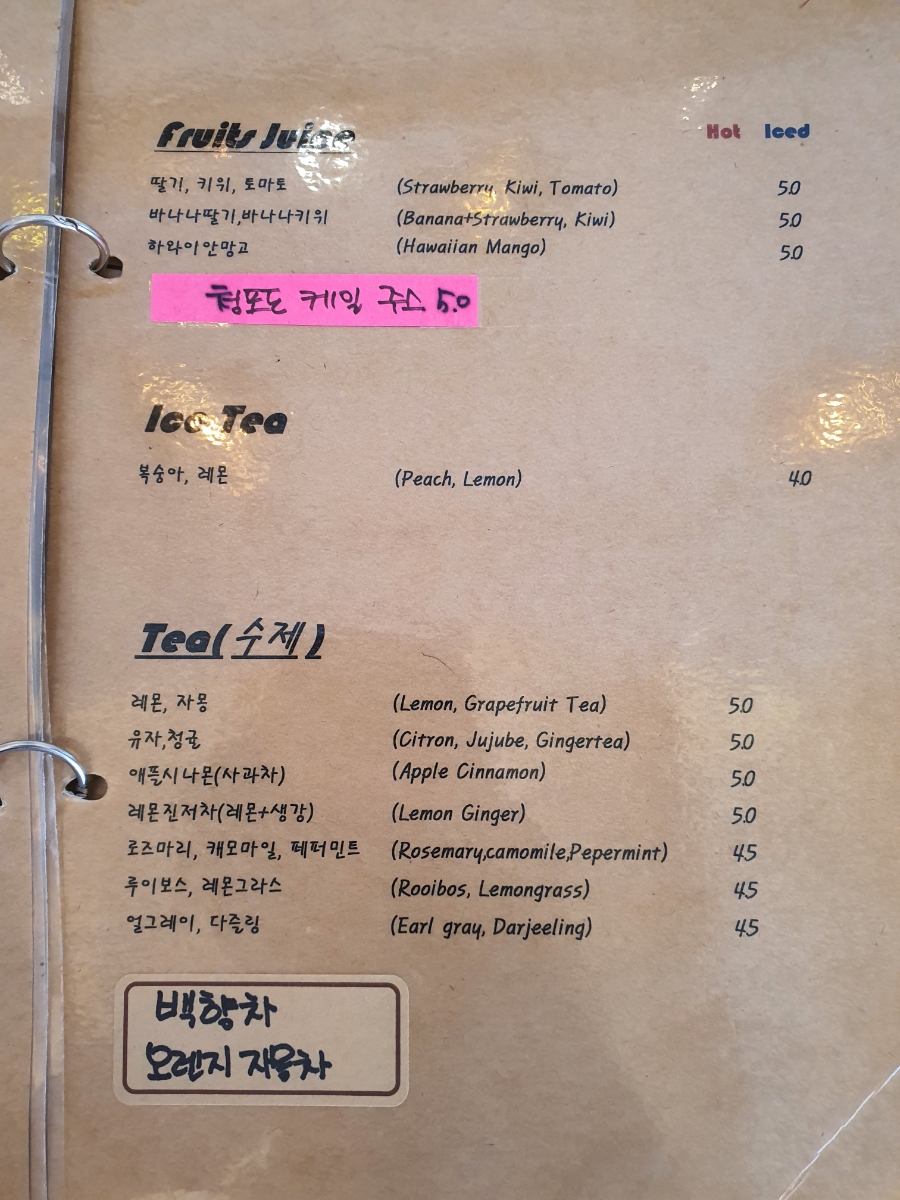 Fruits Juice Hot Iced
딸기, 키위, 토마토 (Strawberry, Kiwi, Tomato) 5.0
바나나딸기,바나나키위 (Banana+Strawberry, Kiwi) 5.0
하와이안망고 (Hawaiian Mango) 5.0
청포도 케일 주스 5.0
Ice Tea
복숭아, 레몬 (Peach, Lemon) 4.0
Tea(수제)
레몬, 자몽 (Lemon, Grapefruit Tea) 5.0
유자,청귤 (Citron, Jujube, Gingertea) 5.0
애플시나몬(사과차) (Apple Cinnamon) 5.0
레몬진저차(레몬+생강) (Lemon Ginger) 5.0
로즈마리, 캐모마일, 페퍼민트 (Rosemary,camomile,Pepermint) 4.5
루이보스, 레몬그라스 (Rooibos, Lemongrass) 4.5
얼그레이, 다즐링 (Earl gray, Darjeeling) 4.5
백향차
오렌지 자몽차